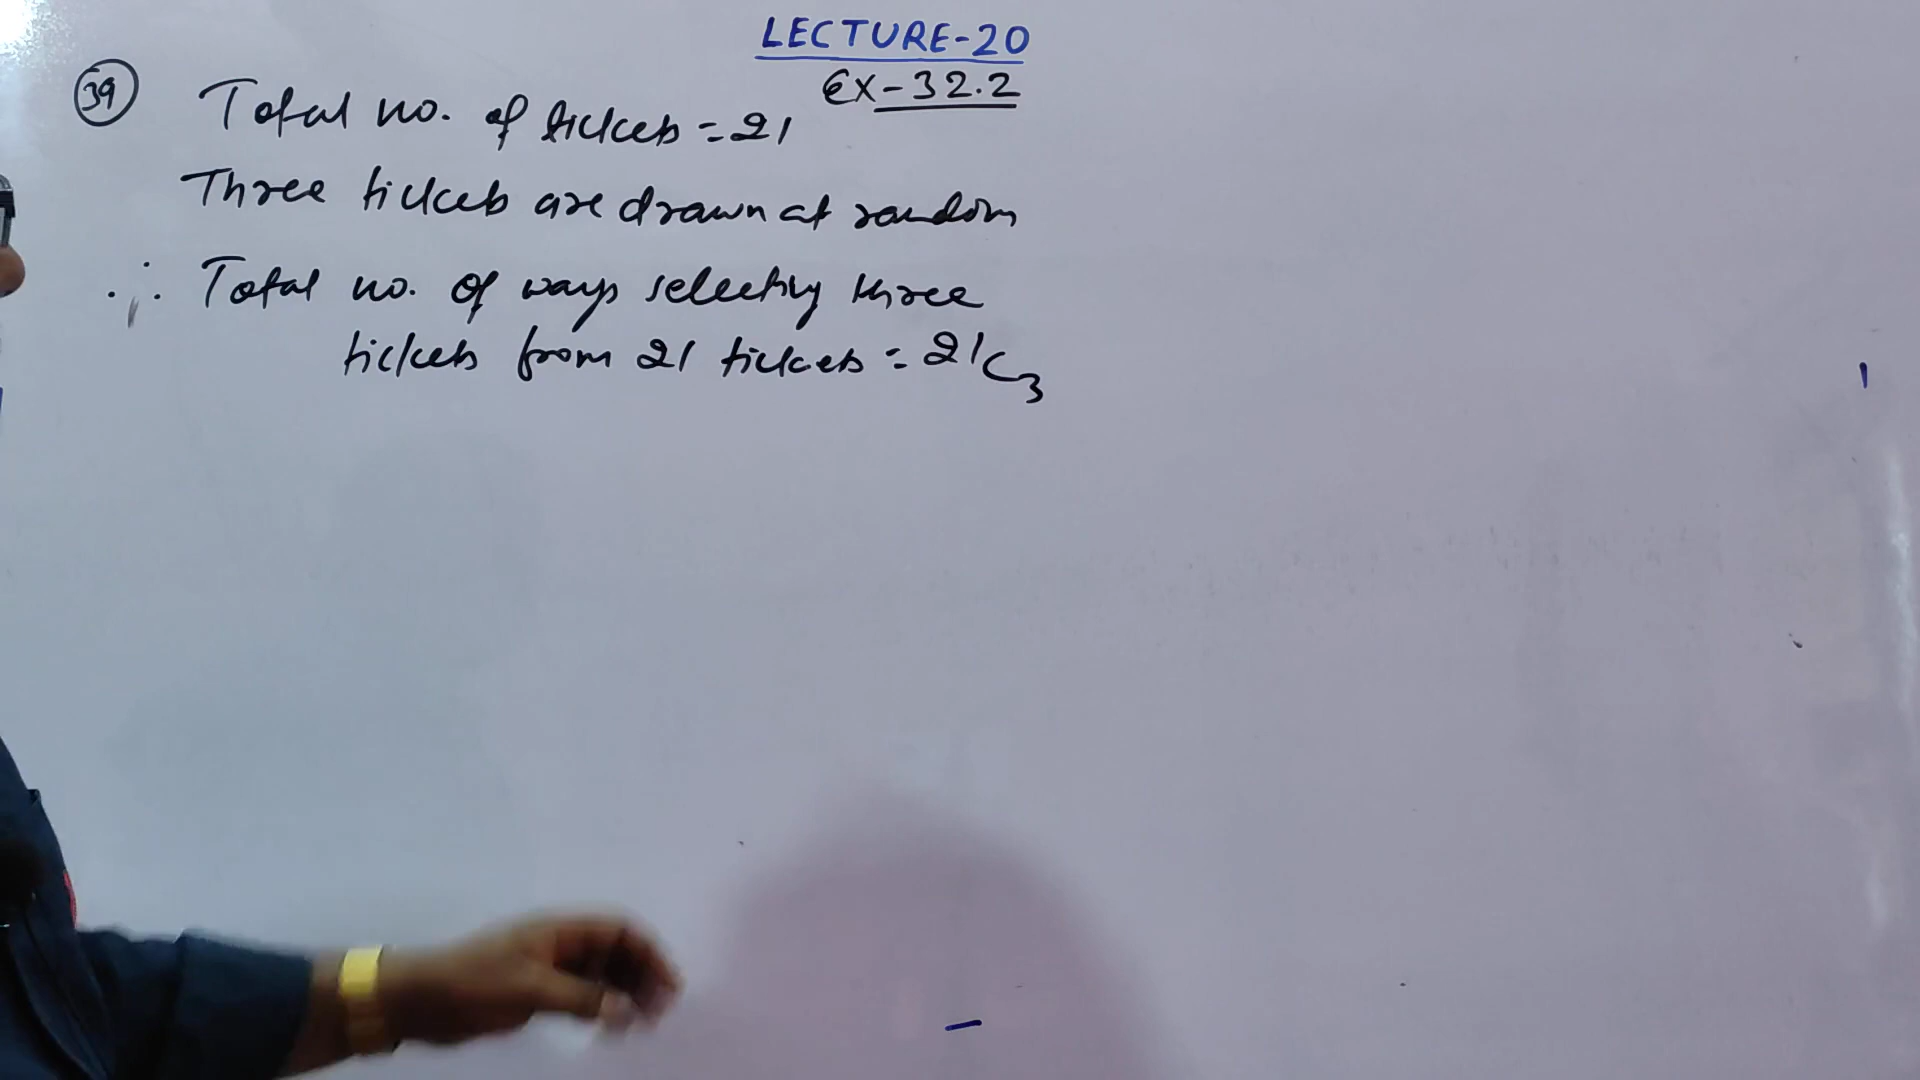 LECTURE-20
Ex-32.2
39 Total no. of tickets = 21
Three tickets are drawn at random
∴ Total no. of ways selecting three
tickets from 21 tickets = 21C3